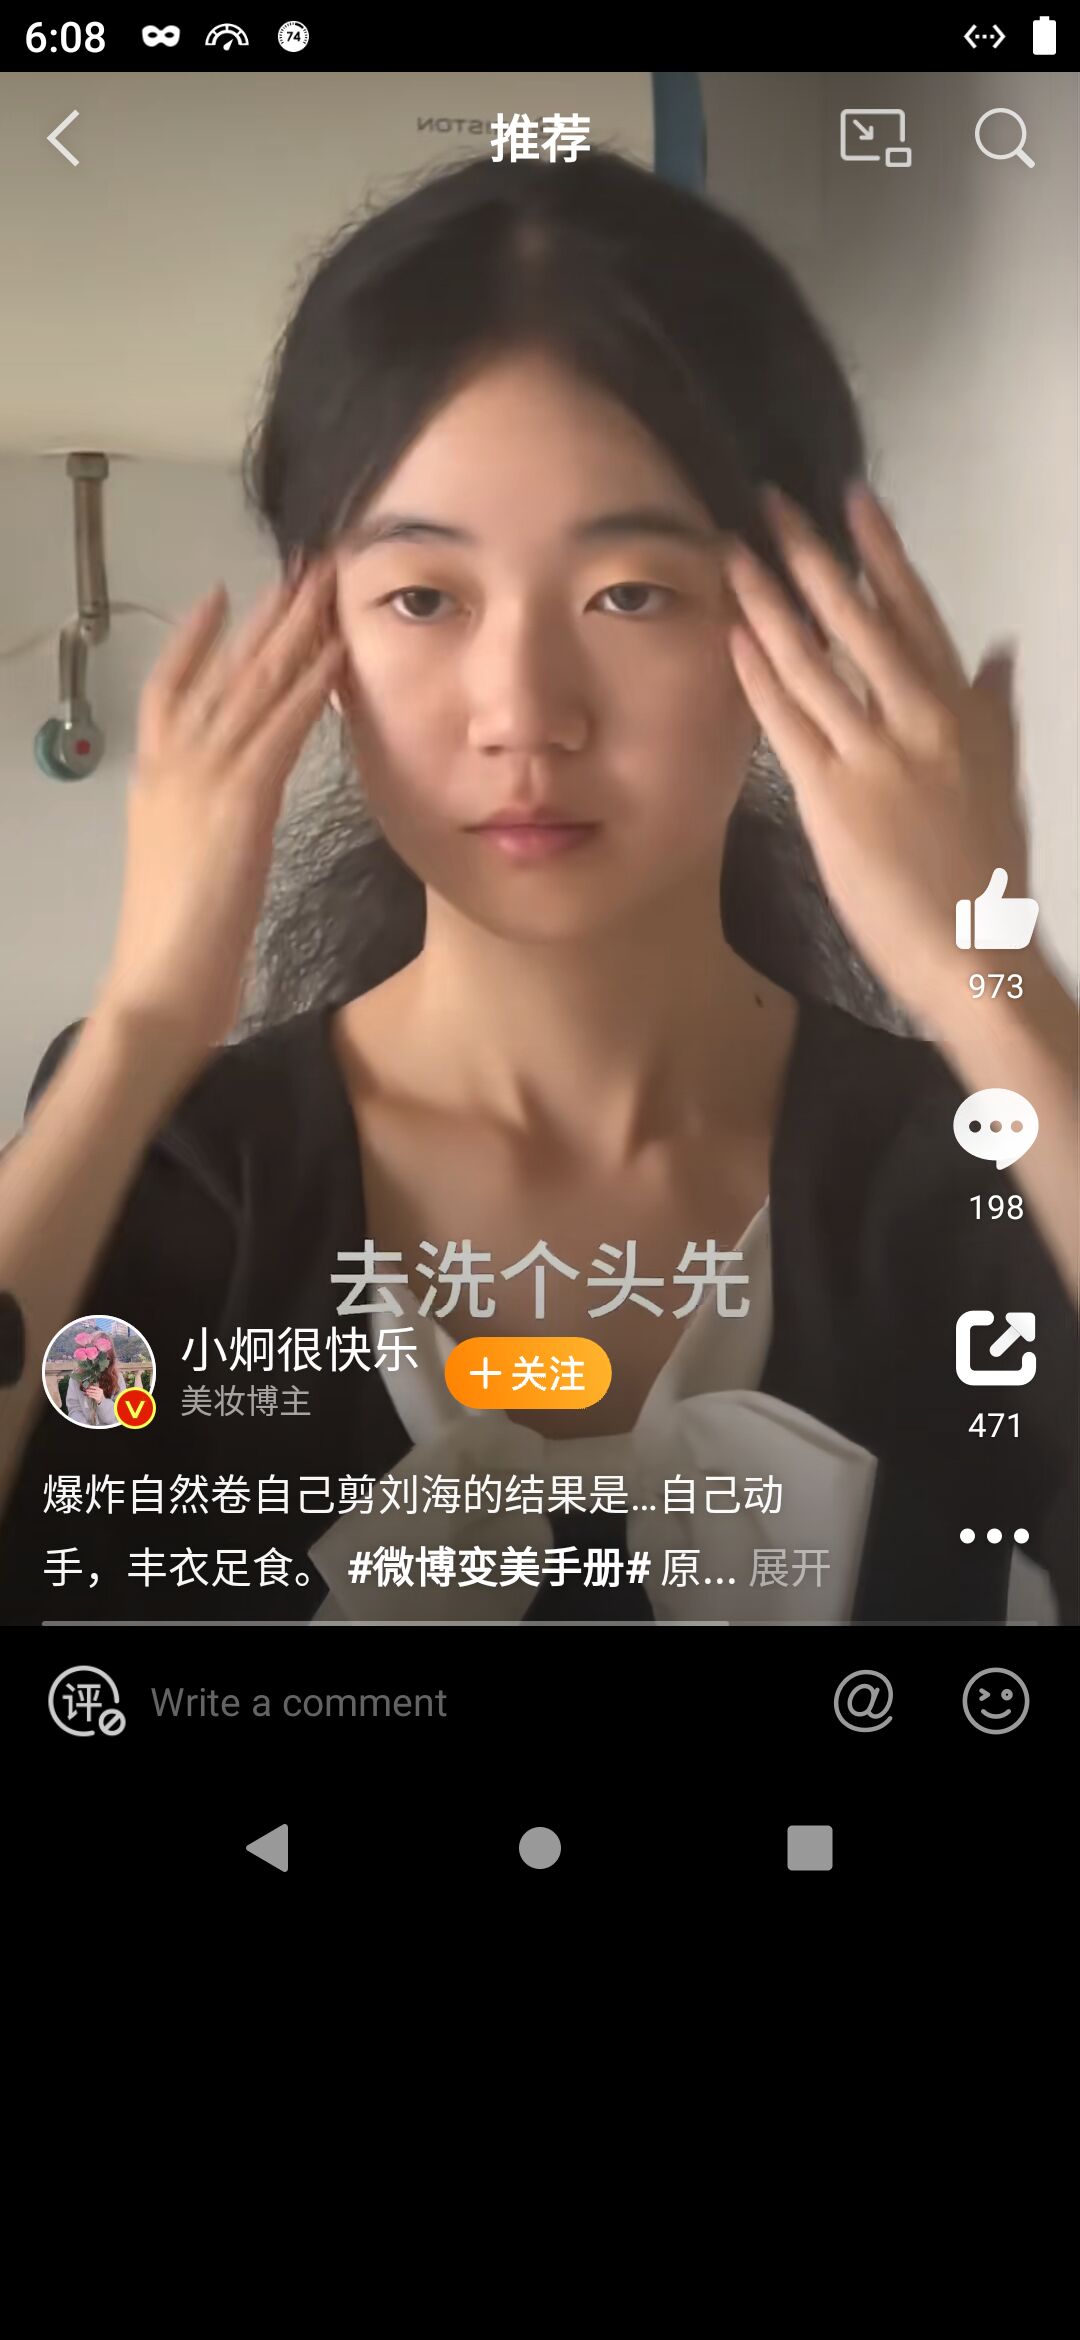 6:08
74
推荐
973
198
去洗个头先
小炯很快乐
+关注
美妆博主
471
爆炸自然卷自己剪刘海的结果是...自己动
手，丰衣足食。 #微博变美手册# 原... 展开
评
Write a comment